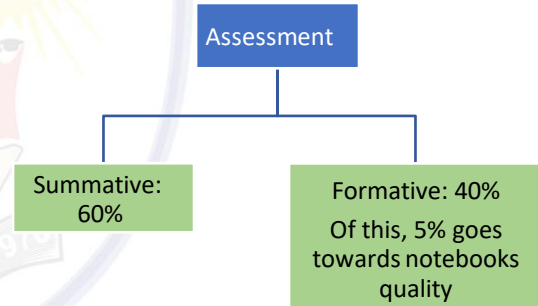 Assessment
Summative:
60%
Formative: 40%
Of this, 5% goes
towards notebooks
quality